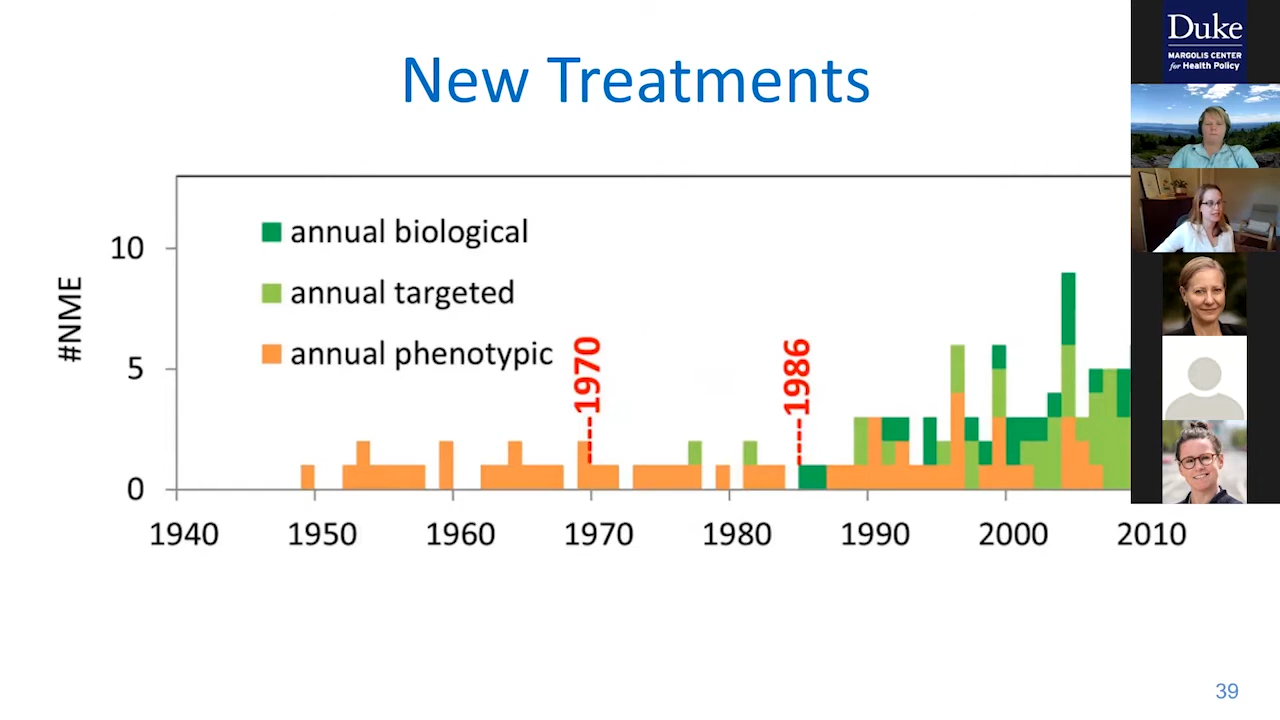 New Treatments
Duke
MARGOLIS CENTER
for Health Policy
annual biological
annual targeted
annual phenotypic
#NME
10
5
0
1970
1986
1940 1950 1960 1970 1980 1990 2000 2010
39